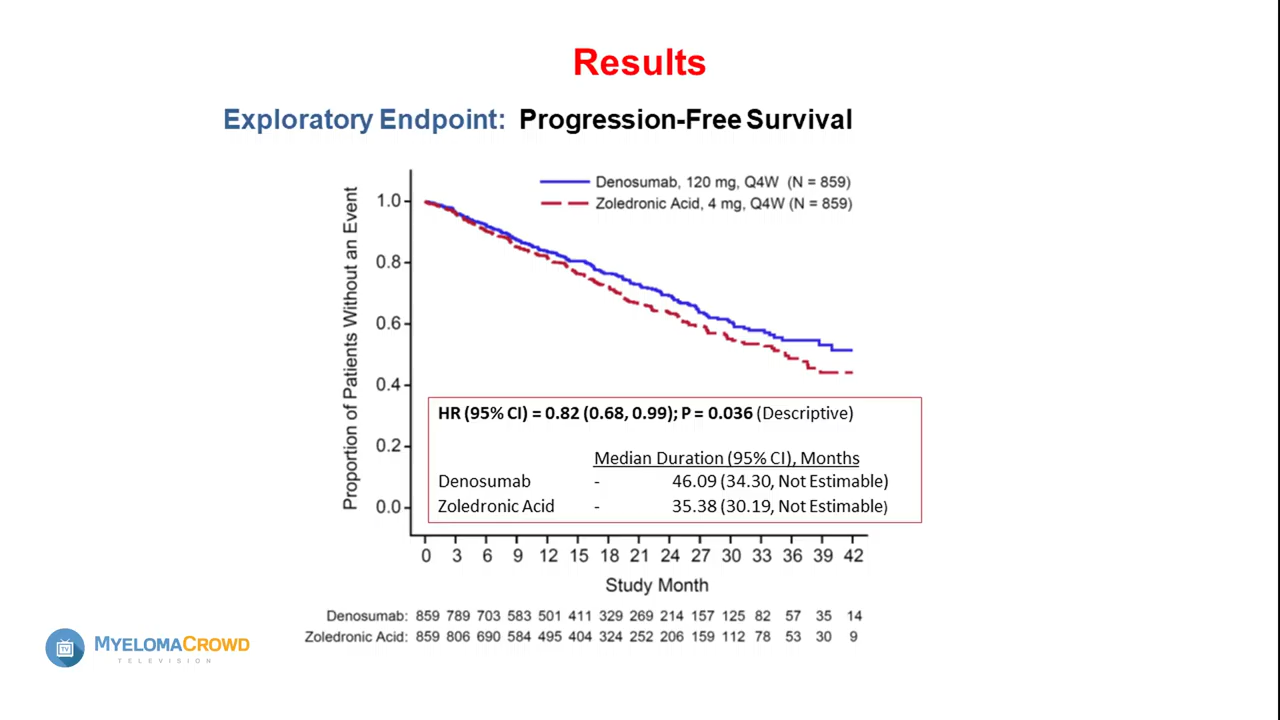 Results
Exploratory Endpoint: Progression-Free Survival
Denosumab, 120 mg, Q4W (N = 859)
Zoledronic Acid, 4 mg, Q4W (N = 859)
Proportion of Patients Without an Event
1.0
0.8
0.6
0.4
0.2
0.0
HR (95% CI) = 0.82 (0.68, 0.99); P = 0.036 (Descriptive)
Median Duration (95% CI), Months
Denosumab - 46.09 (34.30, Not Estimable)
Zoledronic Acid - 35.38 (30.19, Not Estimable)
0 3 6 9 12 15 18 21 24 27 30 33 36 39 42
Study Month
Denosumab: 859 789 703 583 501 411 329 269 214 157 125 82 57 35 14
Zoledronic Acid: 859 806 690 584 495 404 324 252 206 159 112 78 53 30 9
TV
MYELOMACROWD
TELEVISION